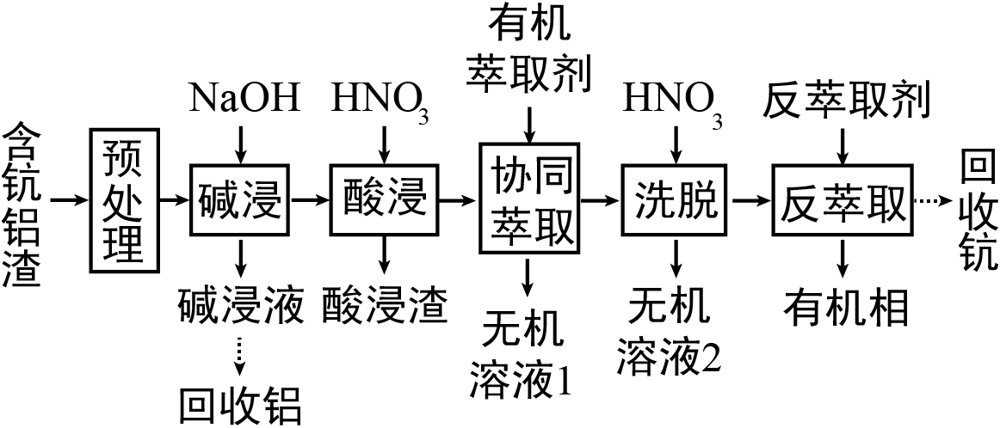 含钪铝渣
预处理
NaOH
碱浸
碱浸液
回收铝
HNO₃
酸浸
酸浸渣
有机
萃取剂
协同
萃取
无机
溶液1
HNO₃
洗脱
无机
溶液2
反萃取剂
反萃取
有机相
回收钪